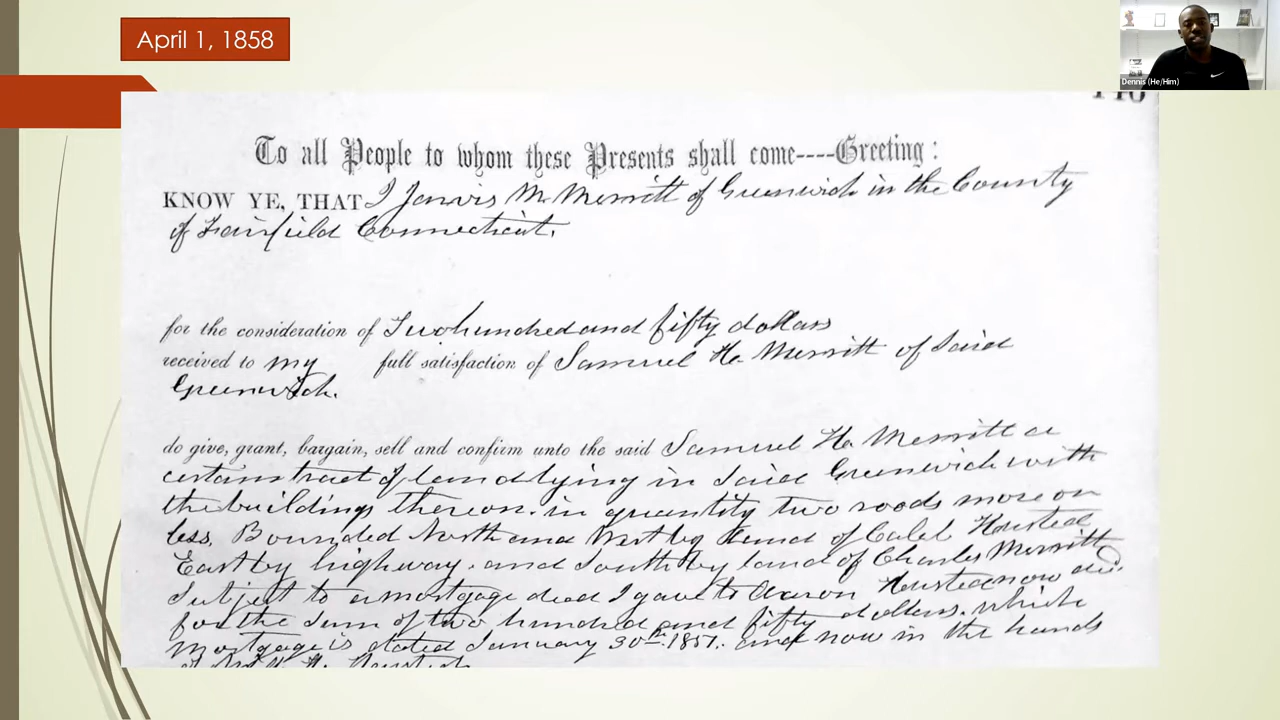 April 1, 1858
Dennis (He/Him)
To all People to whom these Presents shall come----Greeting:
KNOW YE, THAT I Jarvis M Merritt of Greenwich in the County
of Fairfield Connecticut.
for the consideration of Two hundred and fifty dollars
received to my full satisfaction of Samuel H. Merritt of Said
Greenwich.
do give, grant, bargain, sell and confirm unto the said Samuel H. Merritt a
certain tract of land lying in Said Greenwich with
the buildings thereon. in quantity two roods more or
less. Bounded North and West by land of Caleb Husted
East by highway. and South by land of Charles Merritt
Subject to a mortgage deed I gave to Aaron Husted now
for the Sum of two hundred and fifty dollars. which
mortgage is dated January 30th 1851. and now in the hands